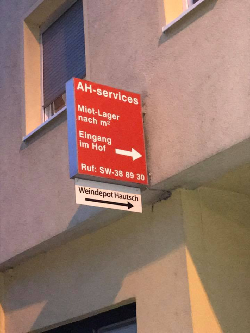 AH-services
Miet-Lager
nach m²
Eingang
im Hof
Ruf: SW-38 89 30
Weindepot Hautsch